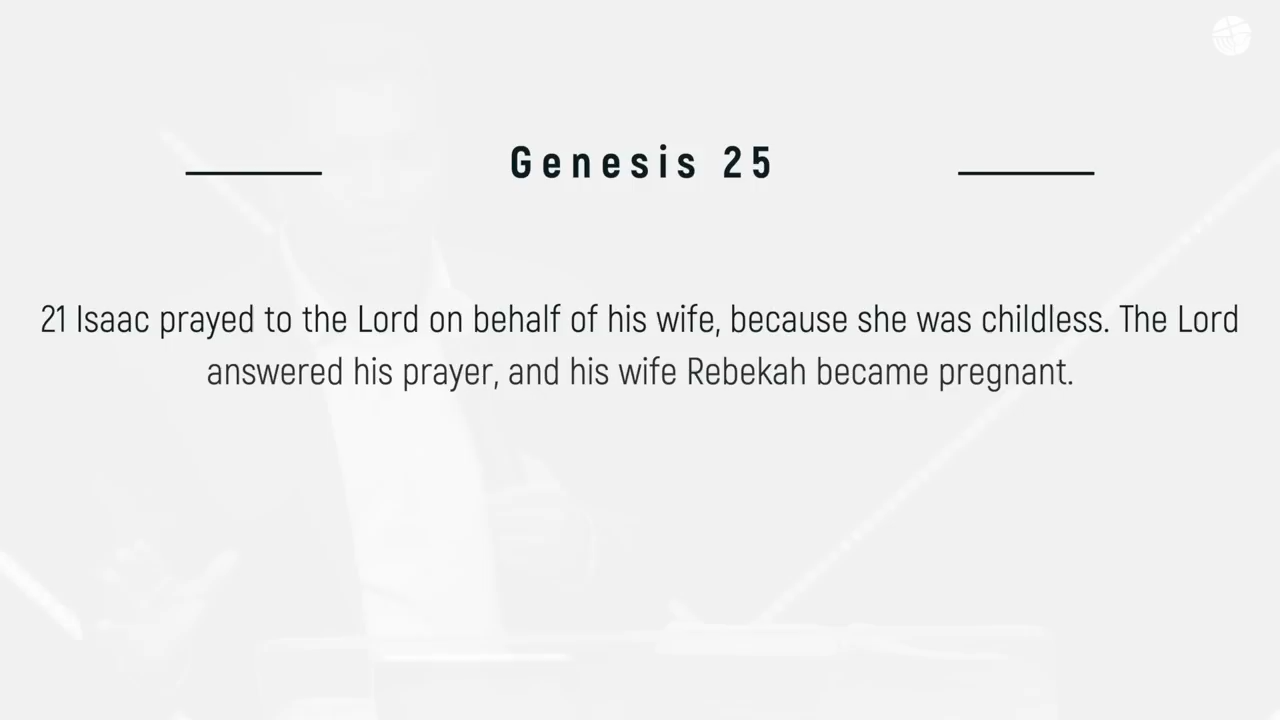 Genesis 25
21 Isaac prayed to the Lord on behalf of his wife, because she was childless. The Lord
answered his prayer, and his wife Rebekah became pregnant.